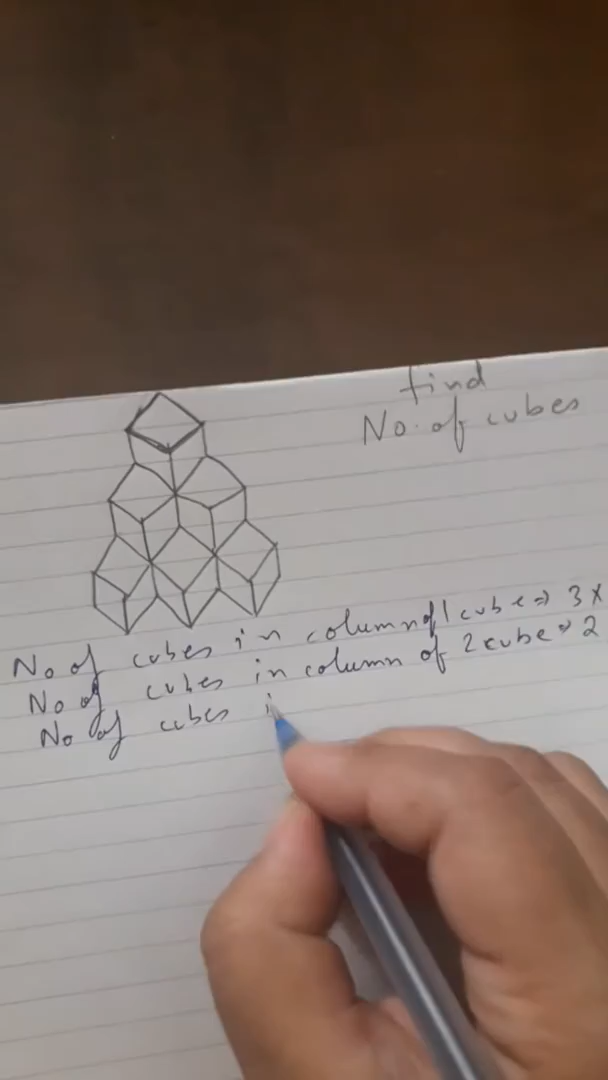 find
No. of cubes
No of cubes in column of 1 cube ⇒ 3 ×
No of cubes in column of 2 cube ⇒ 2
No of cubes i